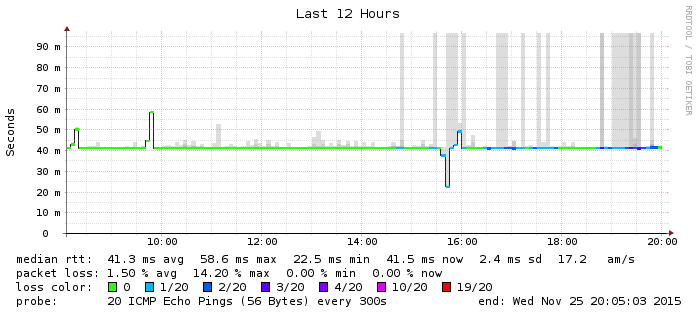 Last 12 Hours
RRDTOOL / TOBI OETIKER
Seconds
90 m
80 m
70 m
60 m
50 m
40 m
30 m
20 m
10 m
0
10:00 12:00 14:00 16:00 18:00 20:00
median rtt: 41.3 ms avg 58.6 ms max 22.5 ms min 41.5 ms now 2.4 ms sd 17.2 am/s
packet loss: 1.50 % avg 14.20 % max 0.00 % min 0.00 % now
loss color: 0 1/20 2/20 3/20 4/20 10/20 19/20
probe: 20 ICMP Echo Pings (56 Bytes) every 300s end: Wed Nov 25 20:05:03 2015